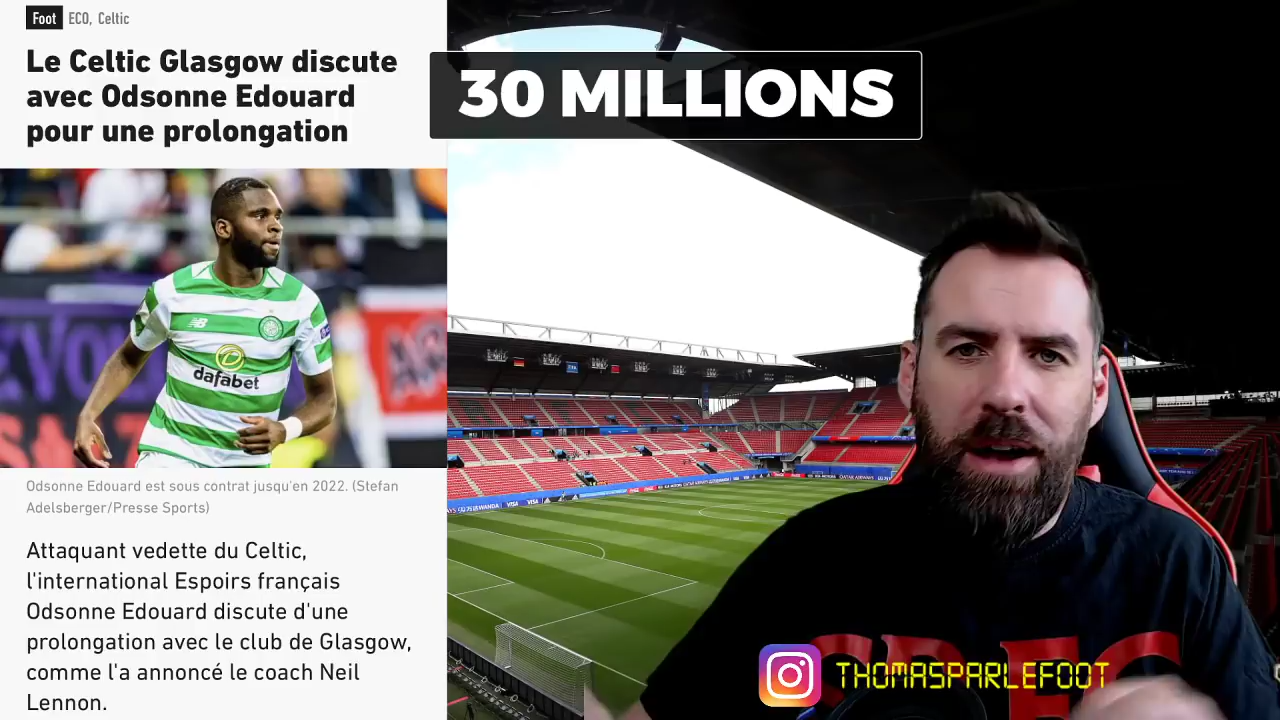 Foot ECO, Celtic
Le Celtic Glasgow discute
avec Odsonne Edouard
pour une prolongation
30 MILLIONS
dafabet
Odsonne Edouard est sous contrat jusqu'en 2022. (Stefan
Adelsberger/Presse Sports)
Attaquant vedette du Celtic,
l'international Espoirs français
Odsonne Edouard discute d'une
prolongation avec le club de Glasgow,
comme l'a annoncé le coach Neil
Lennon.
THOMASPARLEFOOT